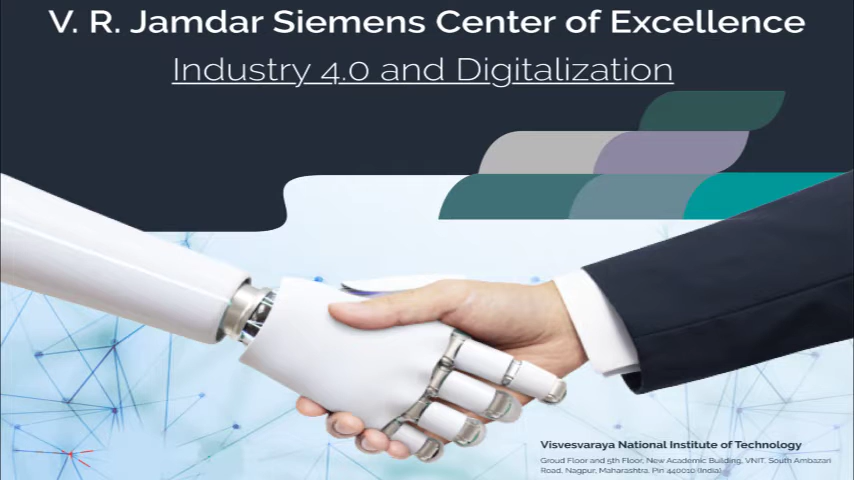 V. R. Jamdar Siemens Center of Excellence
Industry 4.0 and Digitalization
Visvesvaraya National Institute of Technology
Groud Floor and 5th Floor, New Academic Building, VNIT, South Ambazari
Road, Nagpur, Maharashtra, Pin 440010 (India)